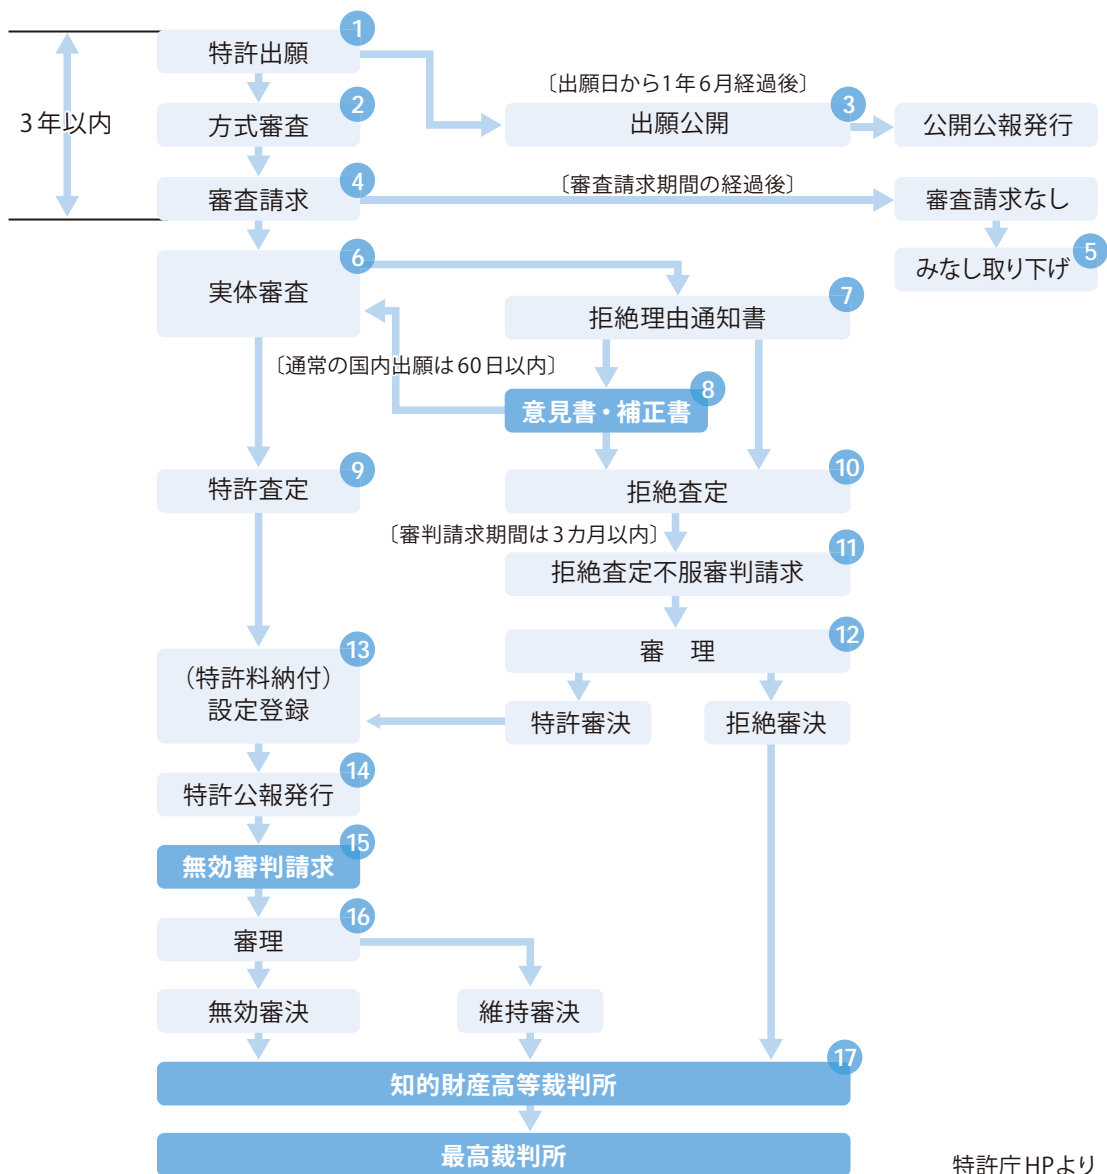 1
特許出願
3年以内
〔出願日から1年6月経過後〕
2
方式審査
3
出願公開
公開公報発行
4
審査請求
〔審査請求期間の経過後〕
審査請求なし
5
みなし取り下げ
6
実体審査
7
拒絶理由通知書
〔通常の国内出願は60日以内〕
8
意見書・補正書
9
特許査定
10
拒絶査定
〔審判請求期間は3カ月以内〕
11
拒絶査定不服審判請求
12
審 理
13
（特許料納付）
設定登録
特許審決
拒絶審決
14
特許公報発行
15
無効審判請求
16
審理
無効審決
維持審決
17
知的財産高等裁判所
最高裁判所
特許庁HPより